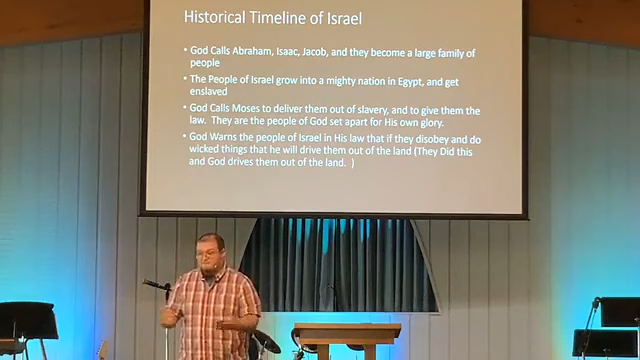 Historical Timeline of Israel
• God Calls Abraham, Isaac, Jacob, and they become a large family of
people
• The People of Israel grow into a mighty nation in Egypt, and get
enslaved
• God Calls Moses to deliver them out of slavery, and to give them the
law. They are the people of God set apart for His own glory.
• God Warns the people of Israel in His law that if they disobey and do
wicked things that he will drive them out of the land (They Did this
and God drives them out of the land. )